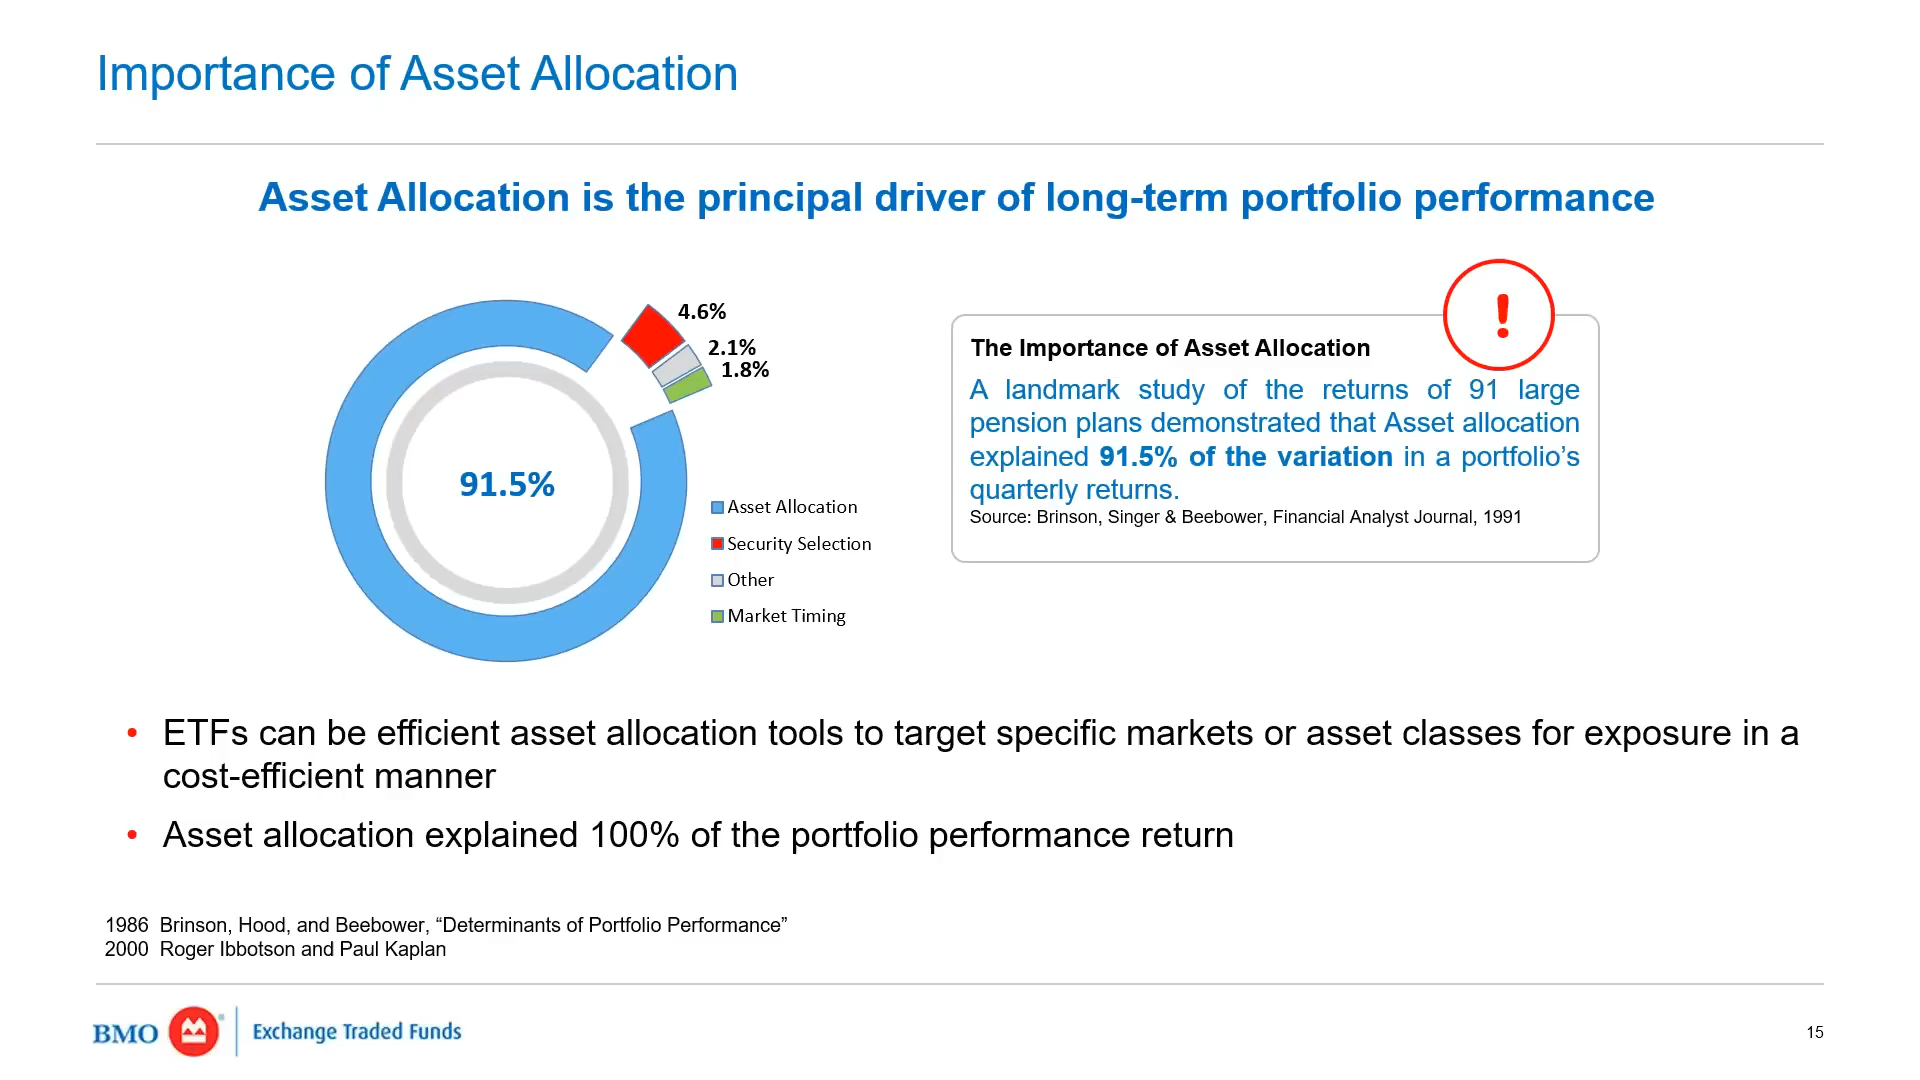 Importance of Asset Allocation
Asset Allocation is the principal driver of long-term portfolio performance
4.6%
2.1%
1.8%
91.5%
Asset Allocation
Security Selection
Other
Market Timing
!
The Importance of Asset Allocation
A landmark study of the returns of 91 large
pension plans demonstrated that Asset allocation
explained 91.5% of the variation in a portfolio’s
quarterly returns.
Source: Brinson, Singer & Beebower, Financial Analyst Journal, 1991
• ETFs can be efficient asset allocation tools to target specific markets or asset classes for exposure in a
cost-efficient manner
• Asset allocation explained 100% of the portfolio performance return
1986 Brinson, Hood, and Beebower, “Determinants of Portfolio Performance”
2000 Roger Ibbotson and Paul Kaplan
BMO Exchange Traded Funds
15